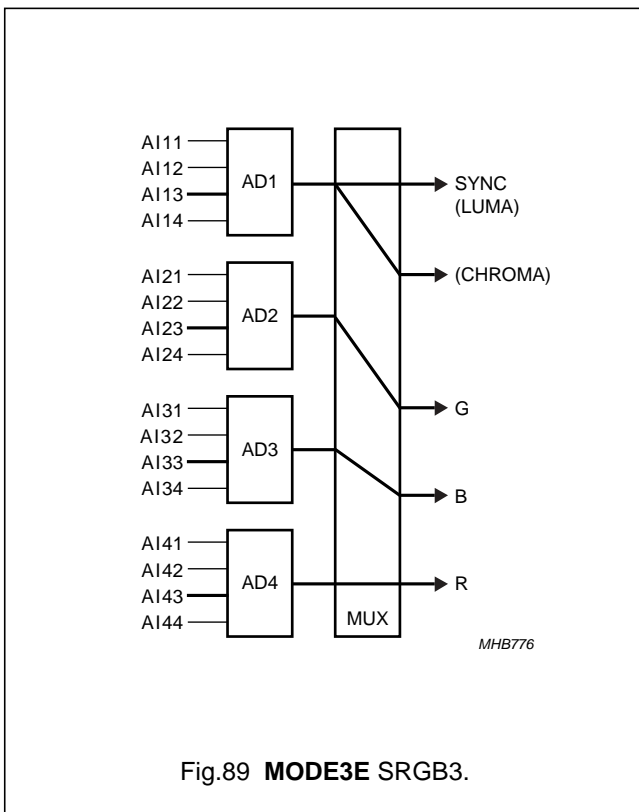 AI11
AI12
AI13
AI14
AD1
SYNC
(LUMA)
(CHROMA)
AI21
AI22
AI23
AI24
AD2
G
AI31
AI32
AI33
AI34
AD3
B
AI41
AI42
AI43
AI44
AD4
R
MUX
MHB776
Fig.89 MODE3E SRGB3.